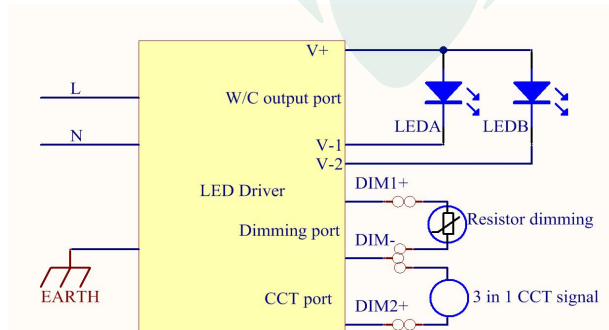 V+
L
W/C output port
LEDA
LEDB
N
V-1
V-2
DIM1+
LED Driver
Resistor dimming
Dimming port
DIM-
EARTH
CCT port
3 in 1 CCT signal
DIM2+